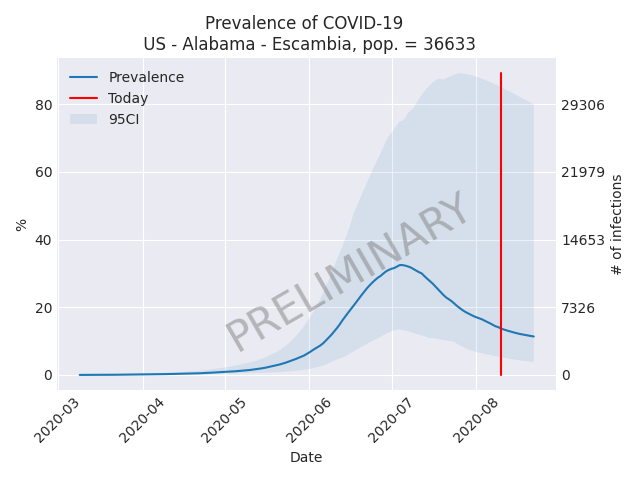 Prevalence of COVID-19
US - Alabama - Escambia, pop. = 36633
Prevalence
Today
95CI
80
60
40
20
0
%
29306
21979
14653
7326
0
# of infections
PRELIMINARY
2020-03
2020-04
2020-05
2020-06
2020-07
2020-08
Date